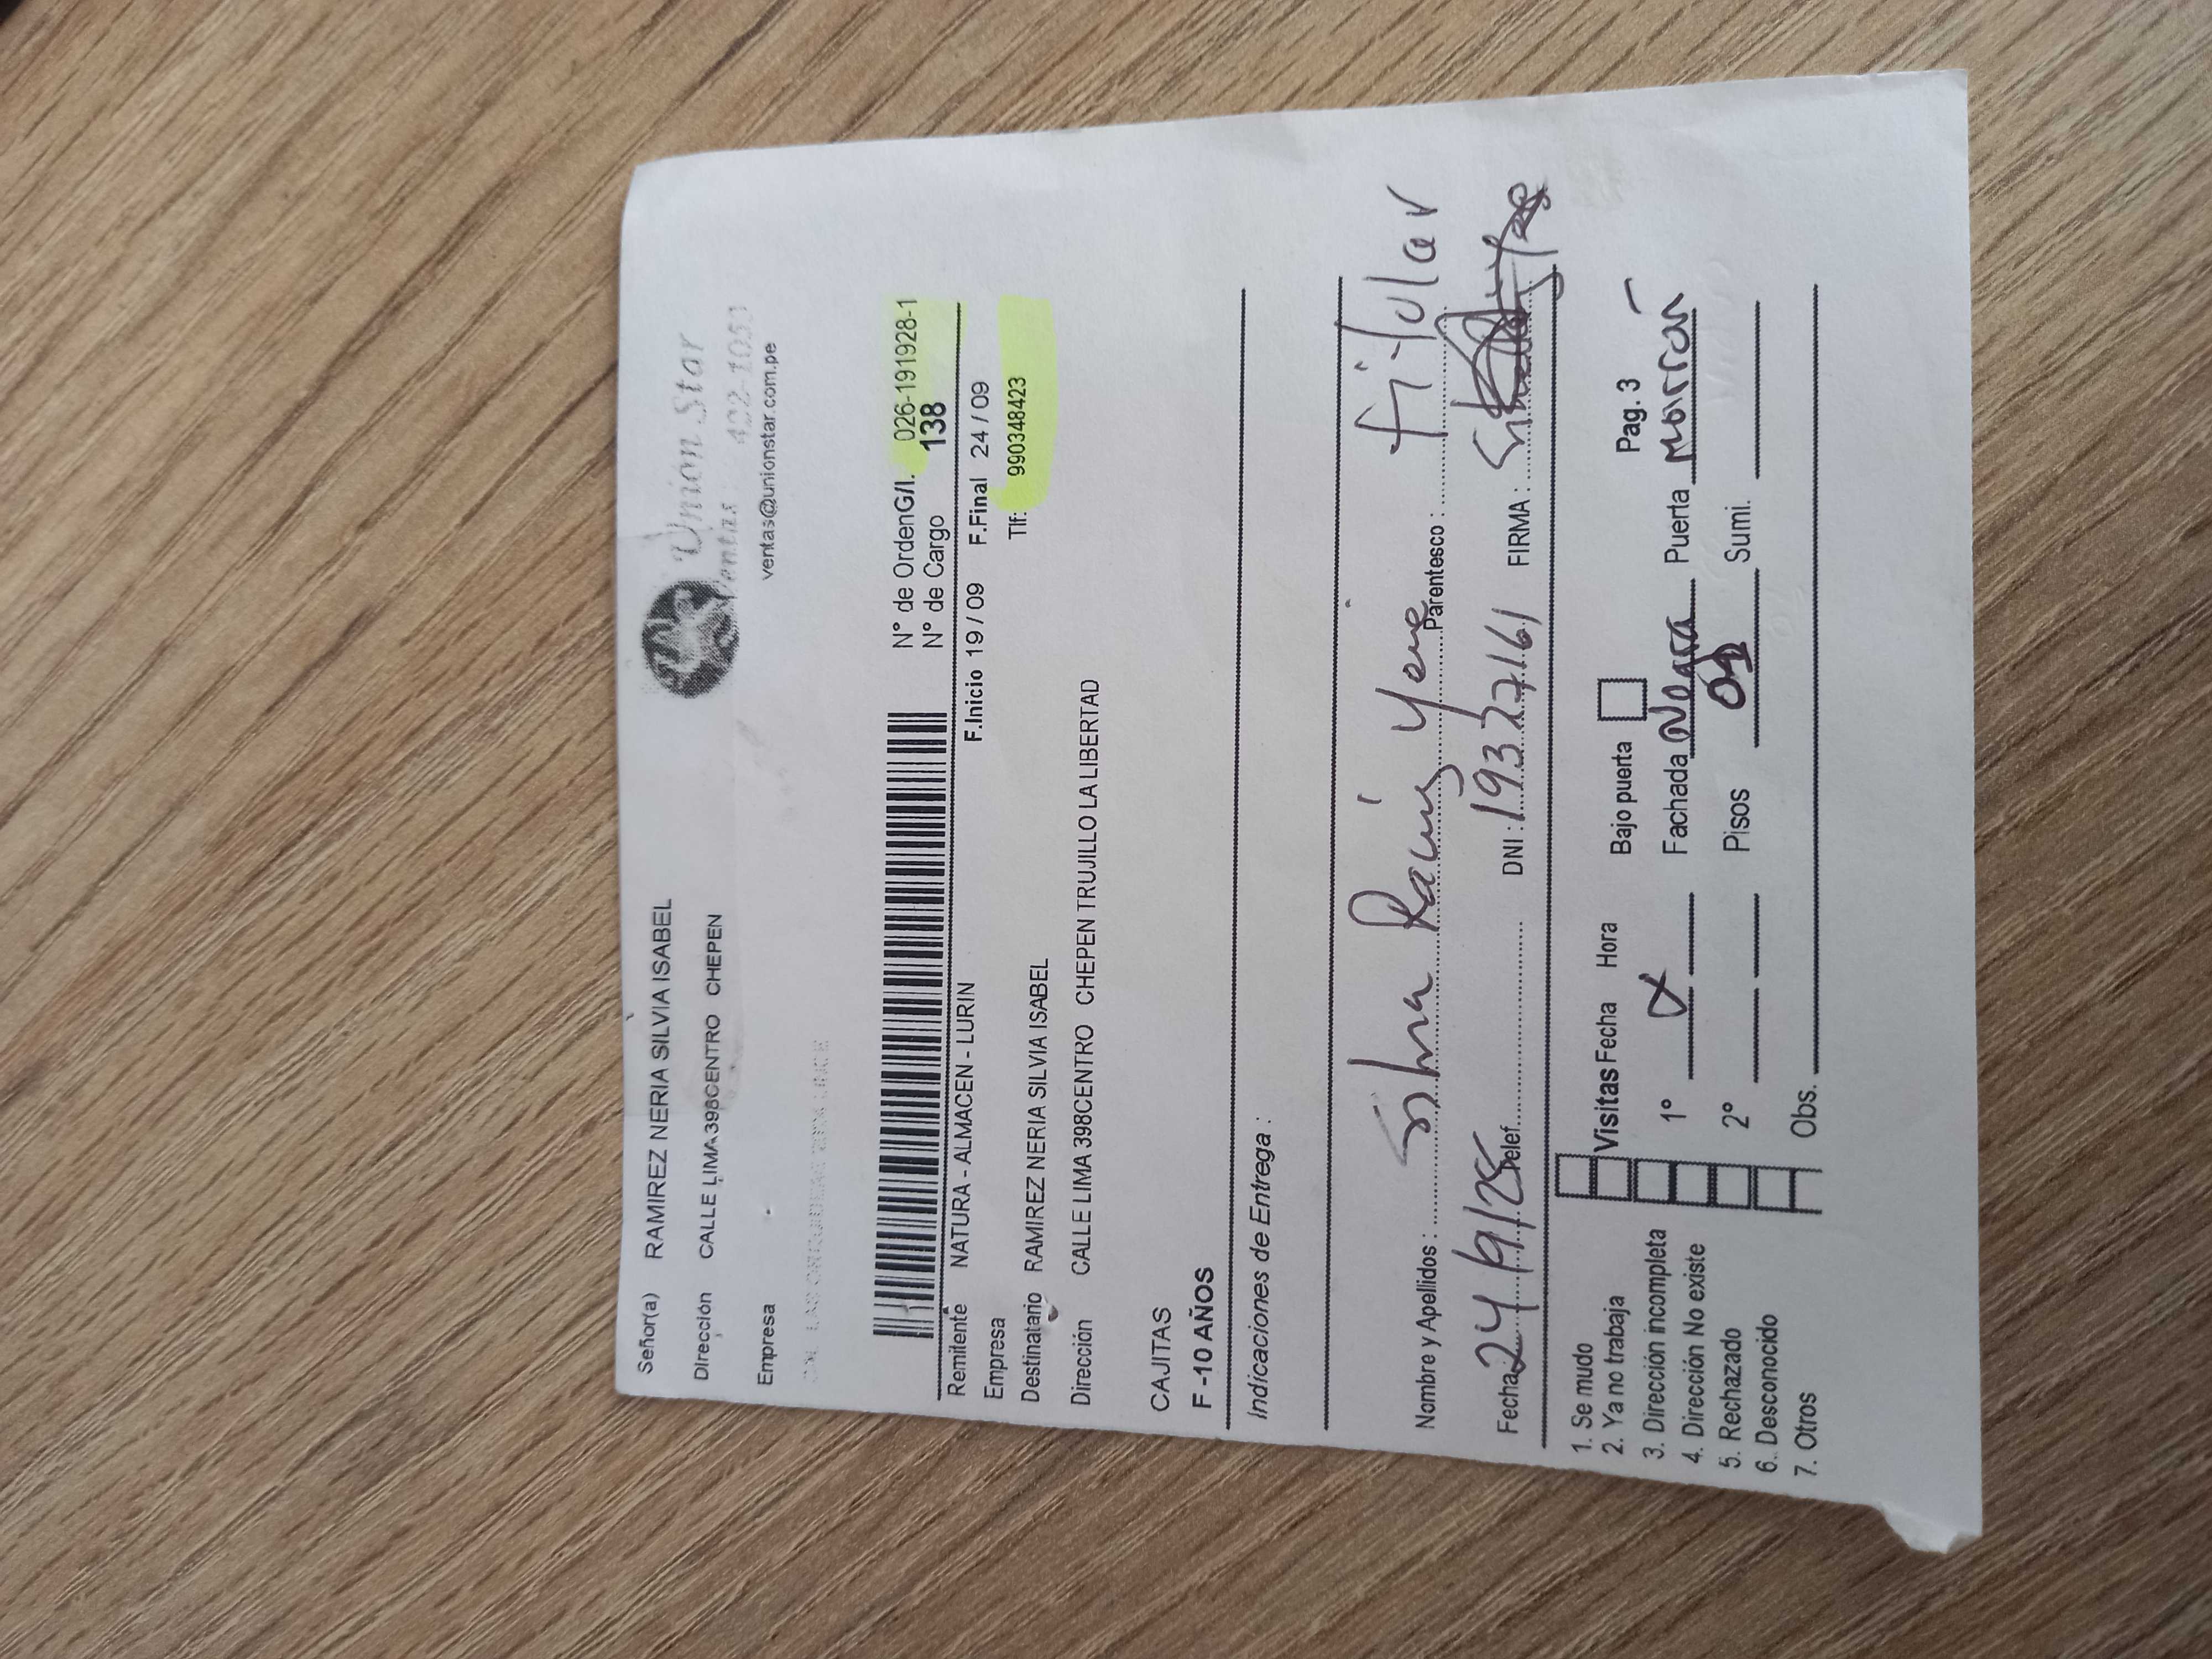 Señor(a) RAMIREZ NERIA SILVIA ISABEL
Unión Star
Dirección CALLE LIMA398CENTRO CHEPEN
Ventas 422-1053
Empresa
ventas@unionstar.com.pe
N° de OrdenG/I. 026-191928-1
N° de Cargo 138
Remitente NATURA - ALMACEN - LURIN
F.Inicio 19 / 09 F.Final 24 / 09
Empresa
Tlf: 990348423
Destinatario RAMIREZ NERIA SILVIA ISABEL
Dirección CALLE LIMA 398CENTRO CHEPEN TRUJILLO LA LIBERTAD
CAJITAS
F -10 AÑOS
Indicaciones de Entrega :
Nombre y Apellidos : Silvia Parentesco : titular
Fecha 24/9/25 Telef. DNI : 19327161 FIRMA :
1. Se mudo
2. Ya no trabaja
3. Dirección incompleta
4. Dirección No existe
5. Rechazado
6. Desconocido
7. Otros
Visitas Fecha Hora Bajo puerta Pag. 3
1° Fachada Negra Puerta marron
2° Pisos Sumi.
Obs.